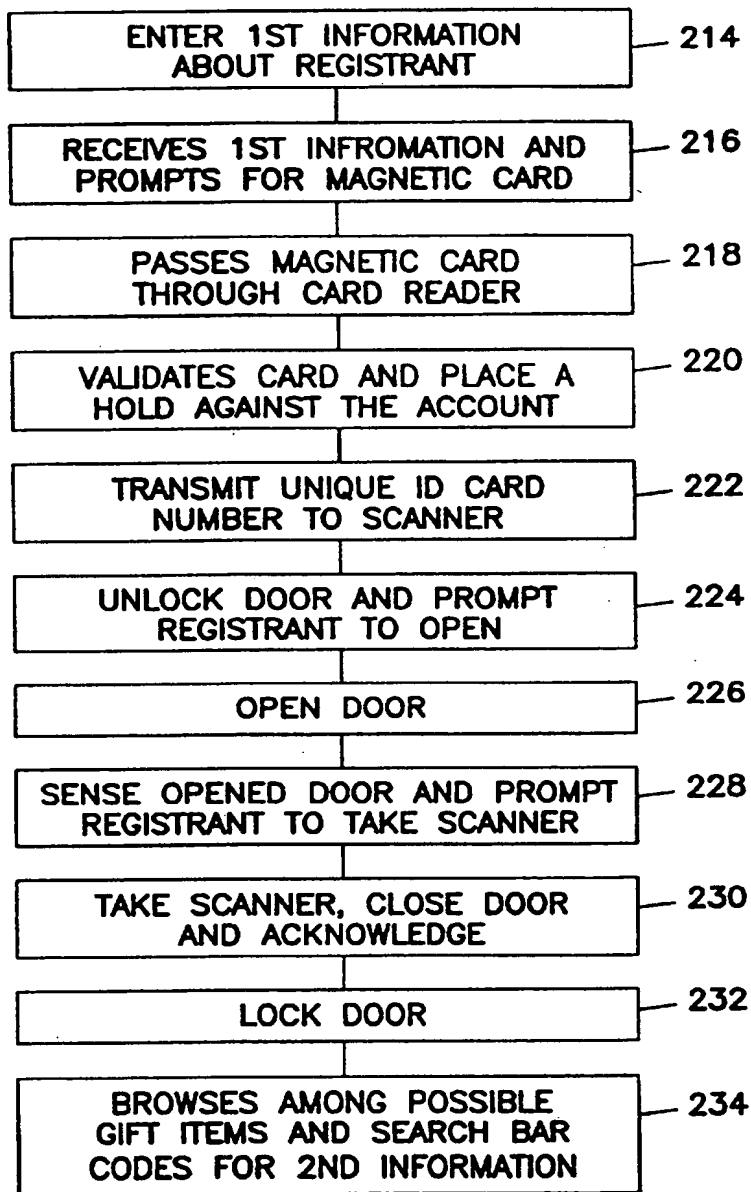 ENTER 1ST INFORMATION
ABOUT REGISTRANT
214
RECEIVES 1ST INFROMATION AND
PROMPTS FOR MAGNETIC CARD
216
PASSES MAGNETIC CARD
THROUGH CARD READER
218
VALIDATES CARD AND PLACE A
HOLD AGAINST THE ACCOUNT
220
TRANSMIT UNIQUE ID CARD
NUMBER TO SCANNER
222
UNLOCK DOOR AND PROMPT
REGISTRANT TO OPEN
224
OPEN DOOR
226
SENSE OPENED DOOR AND PROMPT
REGISTRANT TO TAKE SCANNER
228
TAKE SCANNER, CLOSE DOOR
AND ACKNOWLEDGE
230
LOCK DOOR
232
BROWSES AMONG POSSIBLE
GIFT ITEMS AND SEARCH BAR
CODES FOR 2ND INFORMATION
234